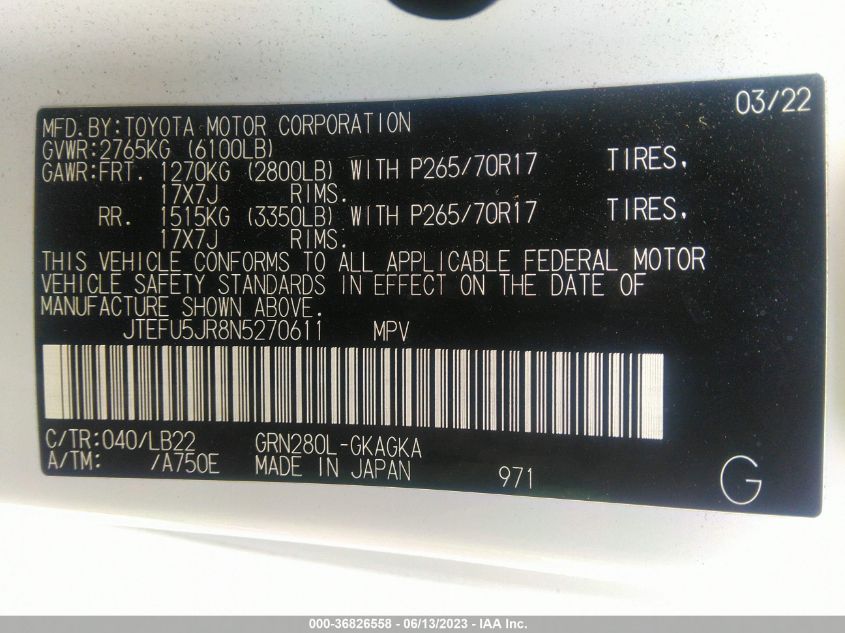 03/22
MFD.BY:TOYOTA MOTOR CORPORATION
GVWR:2765KG (6100LB)
GAWR:FRT. 1270KG (2800LB) WITH P265/70R17 TIRES,
17X7J RIMS.
RR. 1515KG (3350LB) WITH P265/70R17 TIRES,
17X7J RIMS.
THIS VEHICLE CONFORMS TO ALL APPLICABLE FEDERAL MOTOR
VEHICLE SAFETY STANDARDS IN EFFECT ON THE DATE OF
MANUFACTURE SHOWN ABOVE.
JTEFU5JR8N5270611 MPV
C/TR:040/LB22 GRN280L-GKAGKA
A/TM: /A750E MADE IN JAPAN 971 G
000-36826558 - 06/13/2023 - IAA Inc.